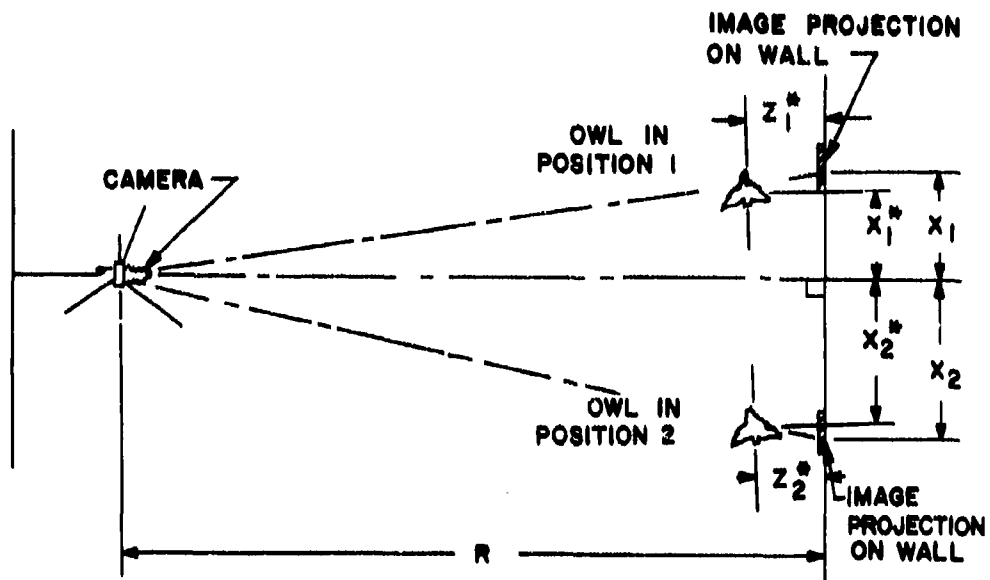 IMAGE PROJECTION
ON WALL
Z₁*
OWL IN
POSITION 1
CAMERA
X₁*
X₁
X₂*
X₂
OWL IN
POSITION 2
Z₂*
IMAGE
PROJECTION
ON WALL
R